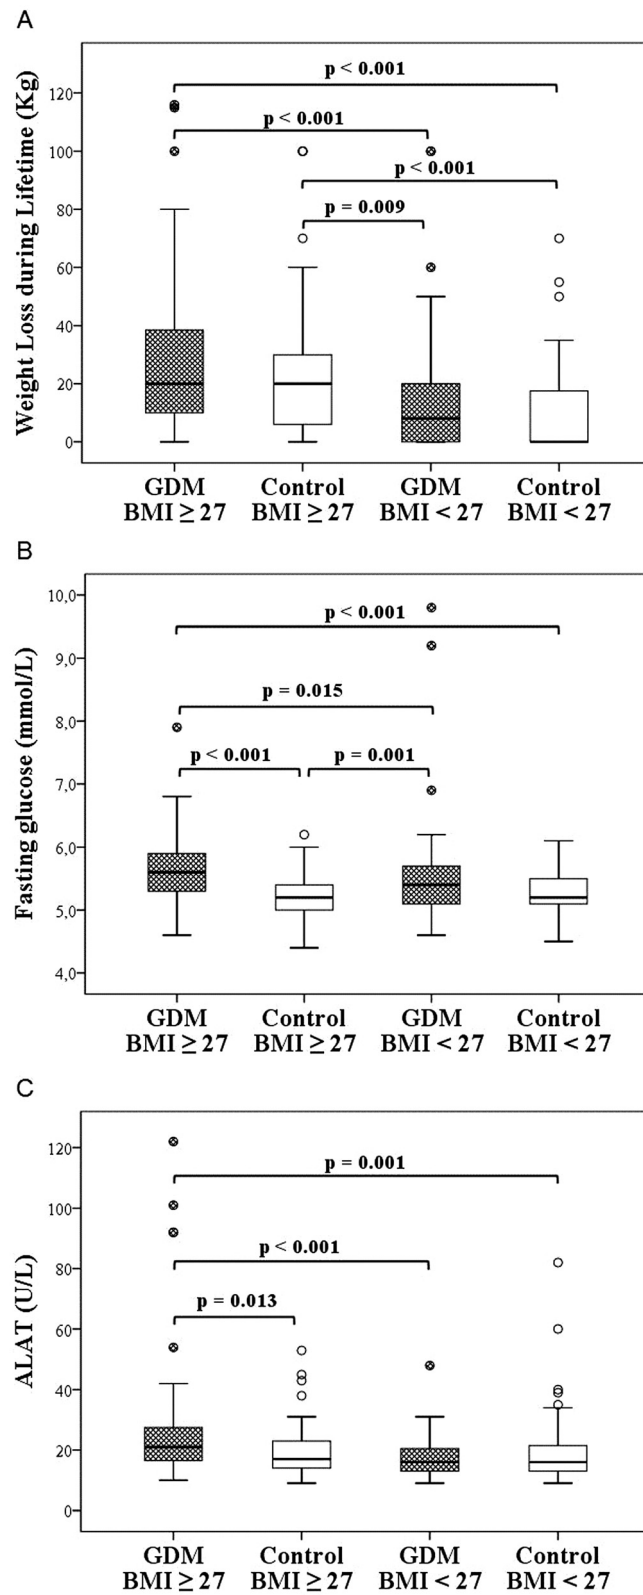 A
Weight Loss during Lifetime (Kg)
120
100
80
60
40
20
0
p < 0.001
p < 0.001
p < 0.001
p = 0.009
GDM Control GDM Control
BMI ≥ 27 BMI ≥ 27 BMI < 27 BMI < 27
B
Fasting glucose (mmol/L)
10,0
9,0
8,0
7,0
6,0
5,0
4,0
p < 0.001
p = 0.015
p < 0.001 p = 0.001
GDM Control GDM Control
BMI ≥ 27 BMI ≥ 27 BMI < 27 BMI < 27
C
ALAT (U/L)
120
100
80
60
40
20
0
p = 0.001
p < 0.001
p = 0.013
GDM Control GDM Control
BMI ≥ 27 BMI ≥ 27 BMI < 27 BMI < 27